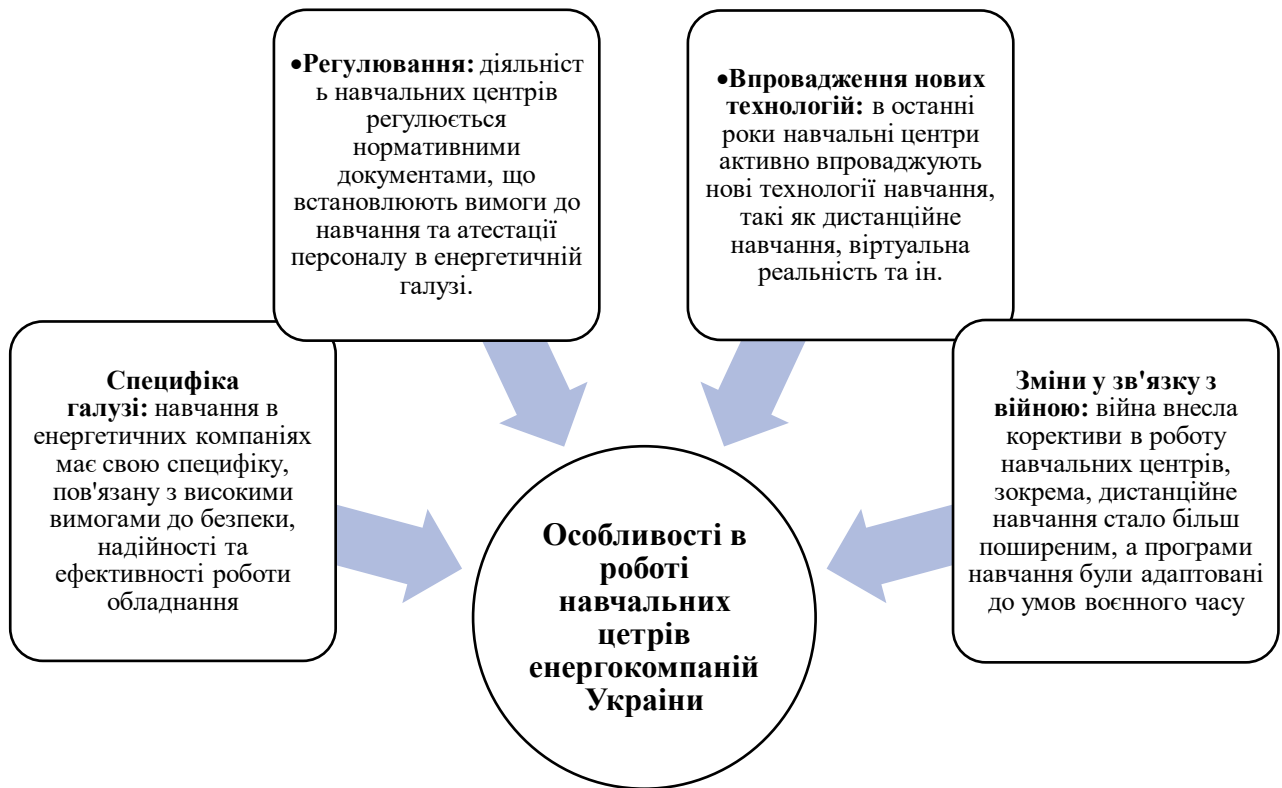 Специфіка
галузі: навчання в
енергетичних компаніях
має свою специфіку,
пов'язану з високими
вимогами до безпеки,
надійності та
ефективності роботи
обладнання
•Регулювання: діяльніст
ь навчальних центрів
регулюється
нормативними
документами, що
встановлюють вимоги до
навчання та атестації
персоналу в енергетичній
галузі.
•Впровадження нових
технологій: в останні
роки навчальні центри
активно впроваджують
нові технології навчання,
такі як дистанційне
навчання, віртуальна
реальність та ін.
Зміни у зв'язку з
війною: війна внесла
корективи в роботу
навчальних центрів,
зокрема, дистанційне
навчання стало більш
поширеним, а програми
навчання були адаптовані
до умов воєнного часу
Особливості в
роботі
навчальних
цетрів
енергокомпаній
України